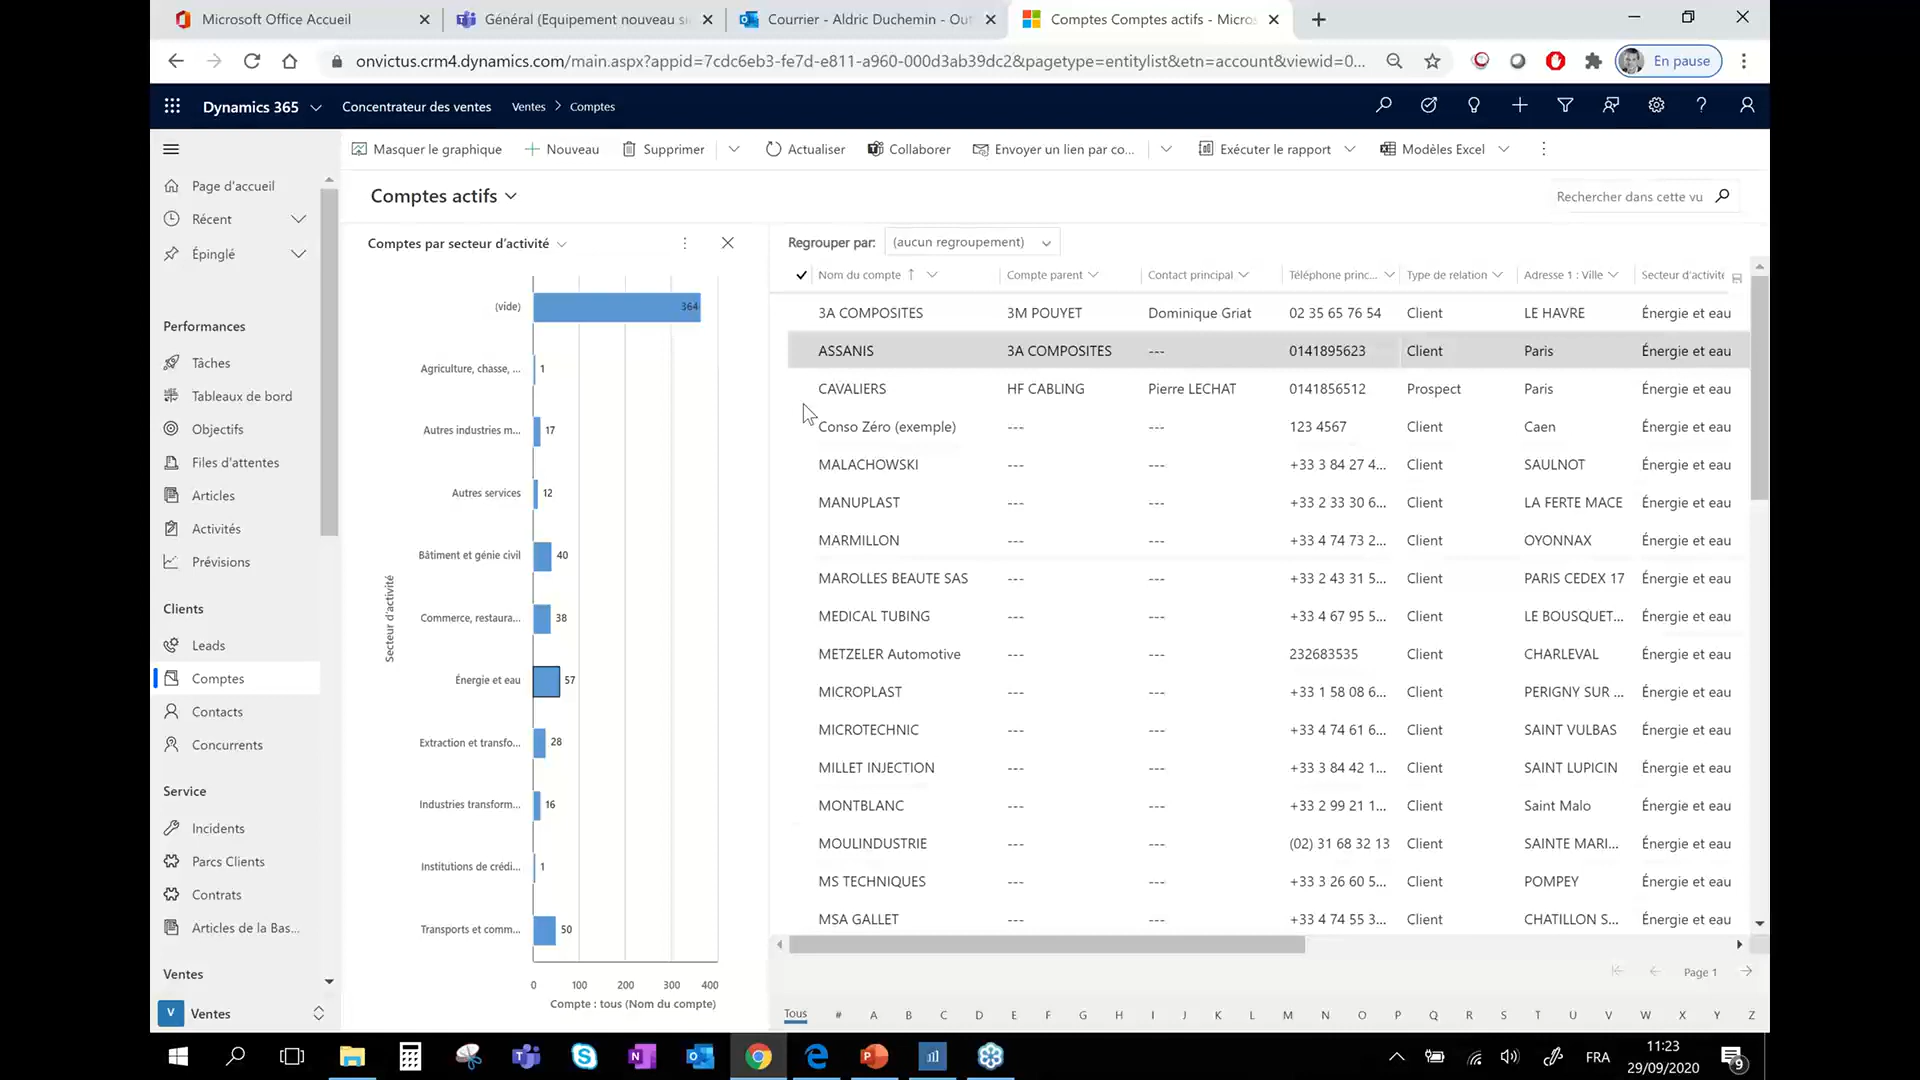 Microsoft Office Accueil
Général (Equipement nouveau si
Courrier - Aldric Duchemin - Out
Comptes Comptes actifs - Micros
onvictus.crm4.dynamics.com/main.aspx?appid=7cdc6eb3-fe7d-e811-a960-000d3ab39dc2&pagetype=entitylist&etn=account&viewid=0...
En pause
Dynamics 365
Concentrateur des ventes
Ventes > Comptes
Masquer le graphique
Nouveau
Supprimer
Actualiser
Collaborer
Envoyer un lien par co...
Exécuter le rapport
Modèles Excel
Page d'accueil
Récent
Épinglé
Performances
Tâches
Tableaux de bord
Objectifs
Files d'attentes
Articles
Activités
Prévisions
Clients
Leads
Comptes
Contacts
Concurrents
Service
Incidents
Parcs Clients
Contrats
Articles de la Bas...
Ventes
V Ventes
Comptes actifs
Rechercher dans cette vu
Comptes par secteur d'activité
Secteur d'activité
(vide) 364
Agriculture, chasse, ... 1
Autres industries m... 17
Autres services 12
Bâtiment et génie civil 40
Commerce, restaura... 38
Énergie et eau 57
Extraction et transfo... 28
Industries transform... 16
Institutions de crédi... 1
Transports et comm... 50
0 100 200 300 400
Compte : tous (Nom du compte)
Regrouper par: (aucun regroupement)
Nom du compte Compte parent Contact principal Téléphone princ... Type de relation Adresse 1 : Ville Secteur d'activité
3A COMPOSITES 3M POUYET Dominique Griat 02 35 65 76 54 Client LE HAVRE Énergie et eau
ASSANIS 3A COMPOSITES --- 0141895623 Client Paris Énergie et eau
CAVALIERS HF CABLING Pierre LECHAT 0141856512 Prospect Paris Énergie et eau
Conso Zéro (exemple) --- --- 123 4567 Client Caen Énergie et eau
MALACHOWSKI --- --- +33 3 84 27 4... Client SAULNOT Énergie et eau
MANUPLAST --- --- +33 2 33 30 6... Client LA FERTE MACE Énergie et eau
MARMILLON --- --- +33 4 74 73 2... Client OYONNAX Énergie et eau
MAROLLES BEAUTE SAS --- --- +33 2 43 31 5... Client PARIS CEDEX 17 Énergie et eau
MEDICAL TUBING --- --- +33 4 67 95 5... Client LE BOUSQUET... Énergie et eau
METZELER Automotive --- --- 232683535 Client CHARLEVAL Énergie et eau
MICROPLAST --- --- +33 1 58 08 6... Client PERIGNY SUR ... Énergie et eau
MICROTECHNIC --- --- +33 4 74 61 6... Client SAINT VULBAS Énergie et eau
MILLET INJECTION --- --- +33 3 84 42 1... Client SAINT LUPICIN Énergie et eau
MONTBLANC --- --- +33 2 99 21 1... Client Saint Malo Énergie et eau
MOULINDUSTRIE --- --- (02) 31 68 32 13 Client SAINTE MARI... Énergie et eau
MS TECHNIQUES --- --- +33 3 26 60 5... Client POMPEY Énergie et eau
MSA GALLET --- --- +33 4 74 55 3... Client CHATILLON S... Énergie et eau
Page 1
Tous # A B C D E F G H I J K L M N O P Q R S T U V W X Y Z
FRA
11:23
29/09/2020
9